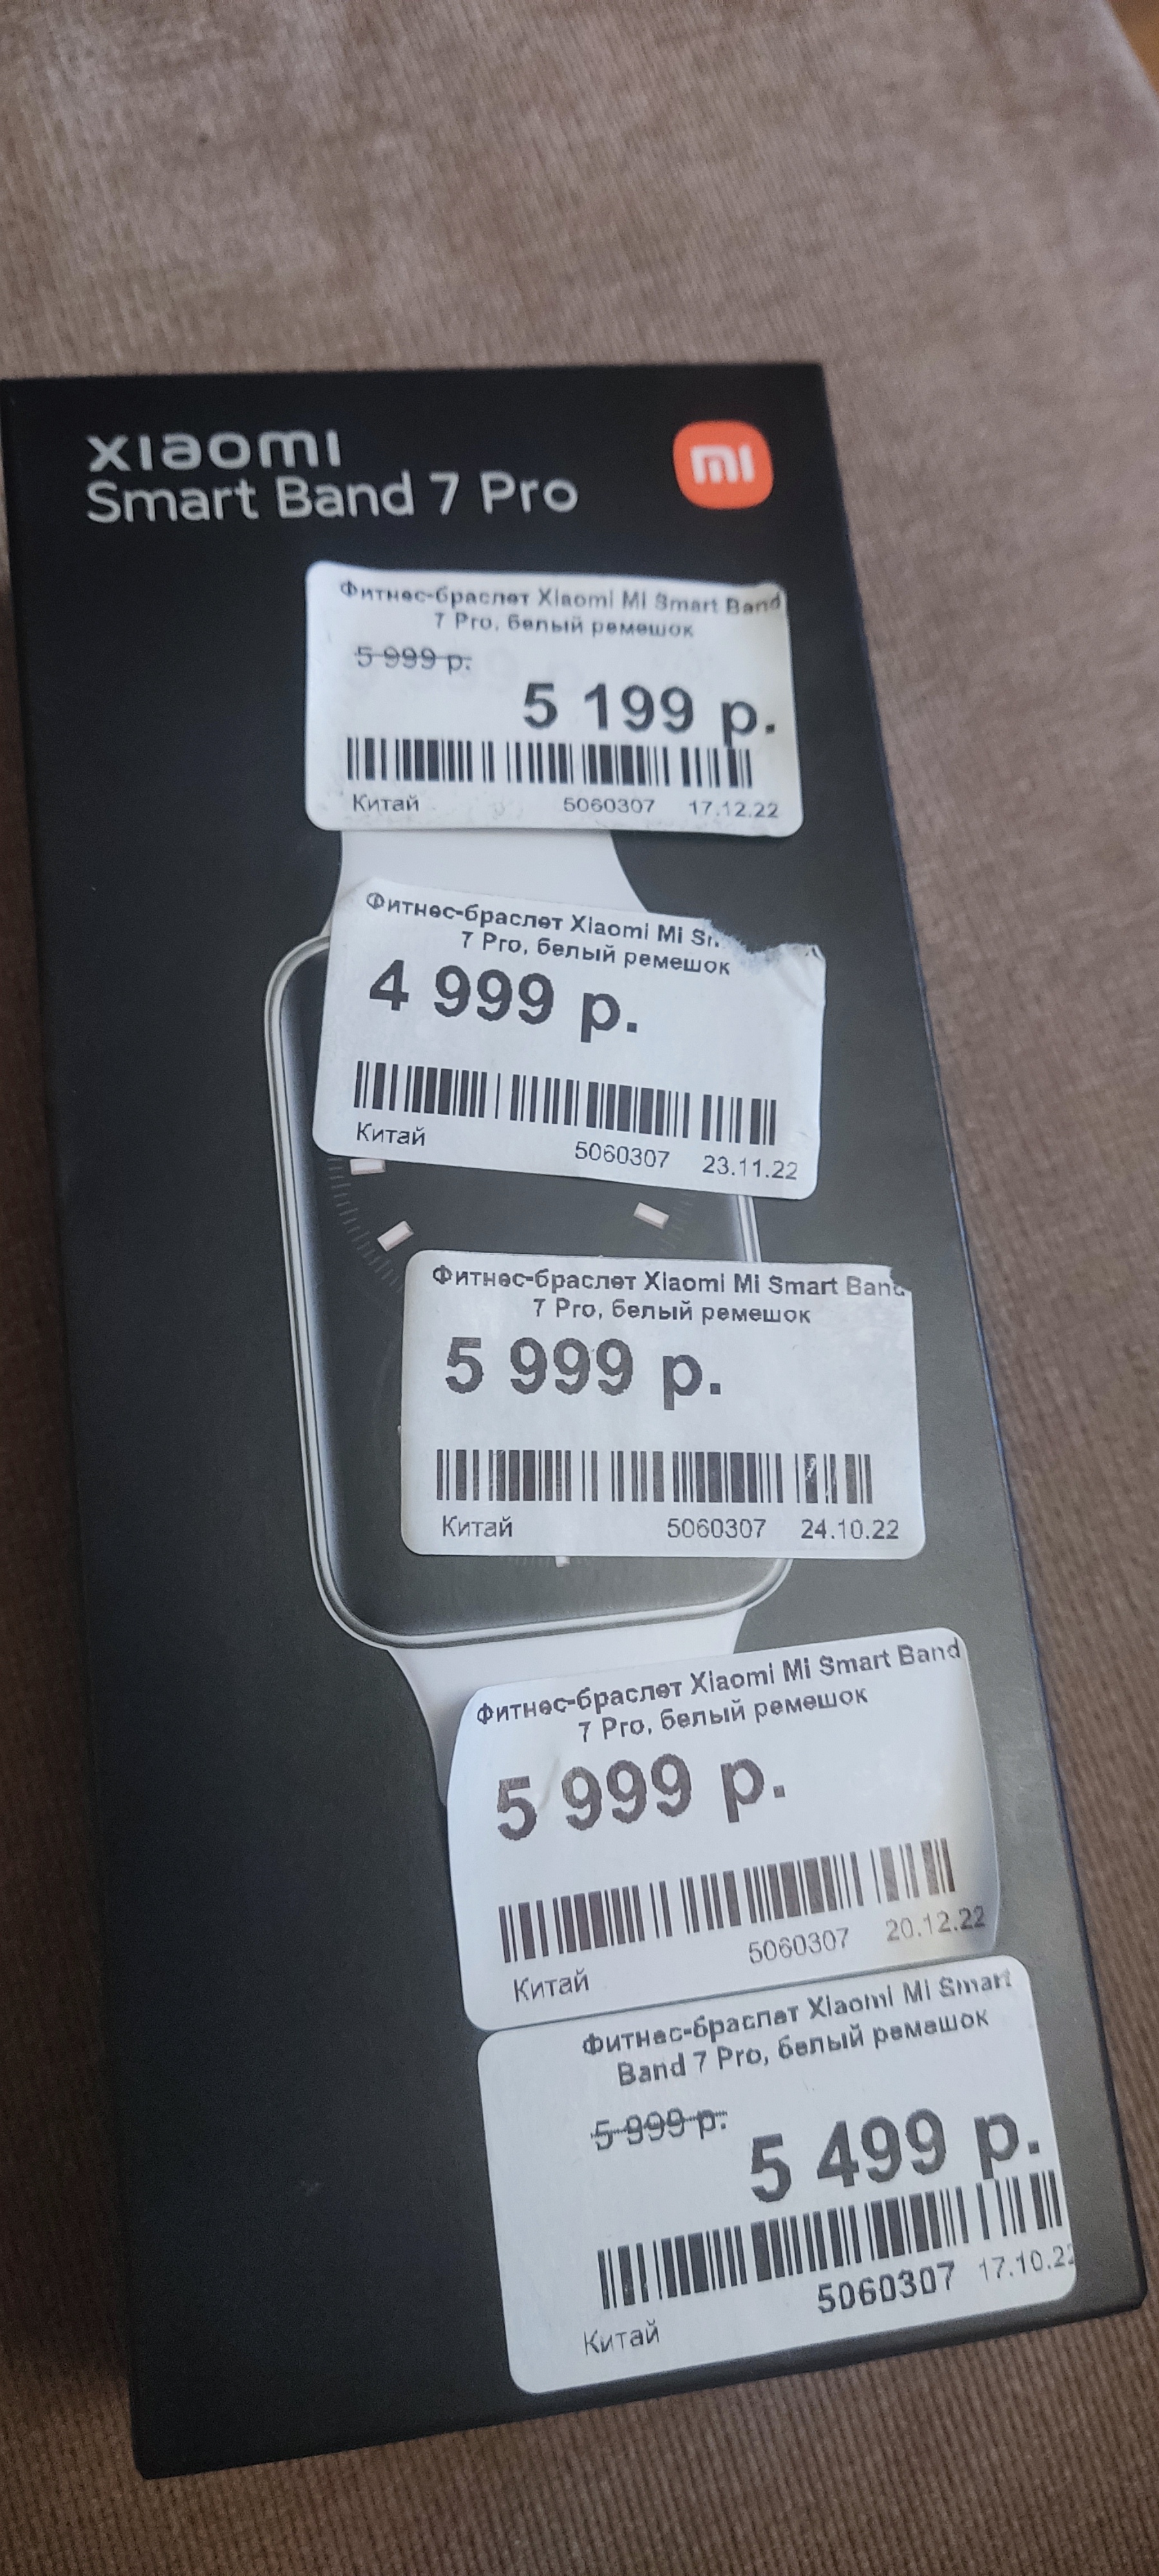 xiaomi
Smart Band 7 Pro
mi
Фитнес-браслет Xiaomi Mi Smart Band
7 Pro, белый ремешок
5 999 р.
5 199 р.
Китай 5060307 17.12.22
Фитнес-браслет Xiaomi Mi
7 Pro, белый ремешок
4 999 р.
Китай 5060307 23.11.22
Фитнес-браслет Xiaomi Mi Smart Band
7 Pro, белый ремешок
5 999 р.
Китай 5060307 24.10.22
Фитнес-браслет Xiaomi Mi Smart Band
7 Pro, белый ремешок
5 999 р.
Китай 5060307 20.12.22
Фитнес-браслет Xiaomi Mi Smart
Band 7 Pro, белый ремешок
5 999 р.
5 499 р.
Китай 5060307 17.10.22